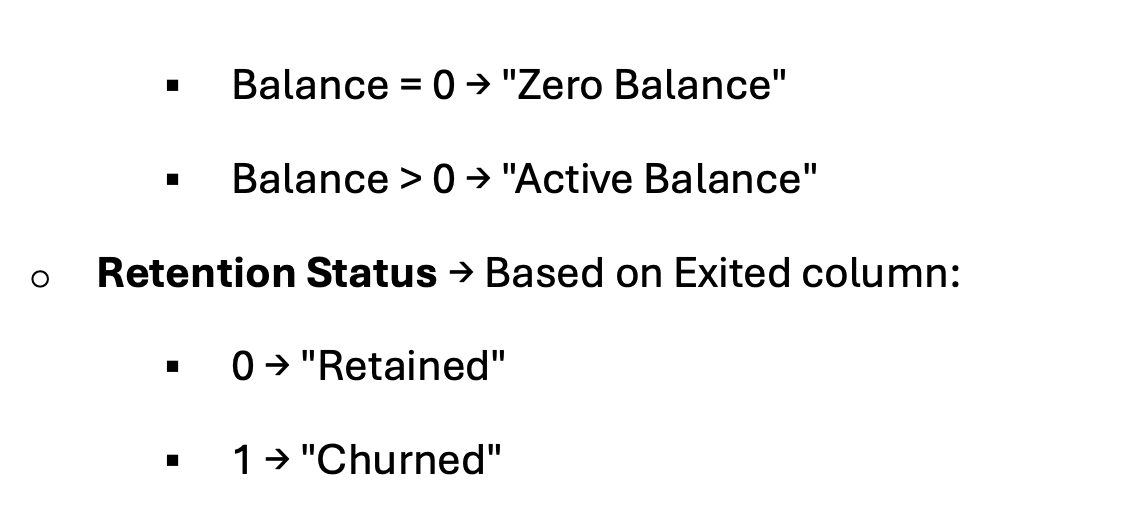 ▪ Balance = 0 → "Zero Balance"
▪ Balance > 0 → "Active Balance"
○ Retention Status → Based on Exited column:
▪ 0 → "Retained"
▪ 1 → "Churned"